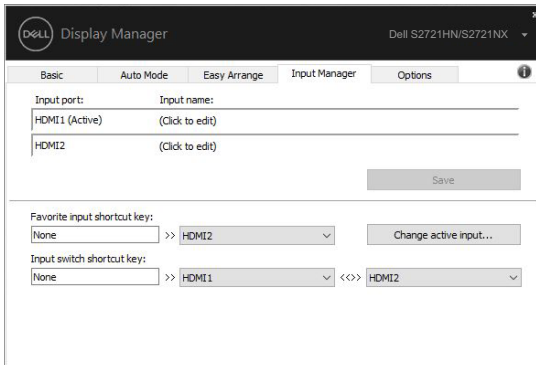 DELL Display Manager Dell S2721HN/S2721NX
Basic Auto Mode Easy Arrange Input Manager Options
Input port: Input name:
HDMI1 (Active) (Click to edit)
HDMI2 (Click to edit)
Save
Favorite input shortcut key:
None >> HDMI2 Change active input...
Input switch shortcut key:
None >> HDMI1 <<>> HDMI2